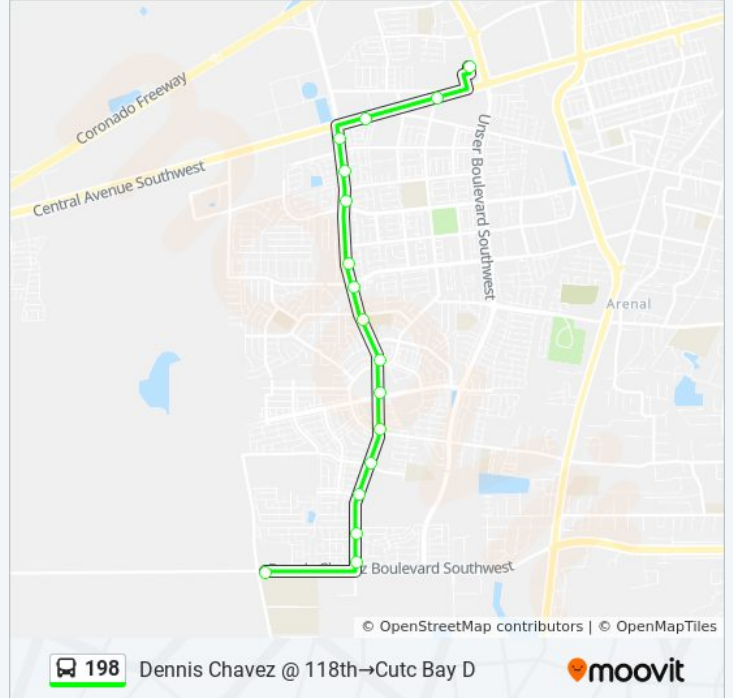 Coronado Freeway
Central Avenue Southwest
Unser Boulevard Southwest
Arenal
z Boulevard Southwest
© OpenStreetMap contributors | © OpenMapTiles
198 Dennis Chavez @ 118th→Cutc Bay D
moovit